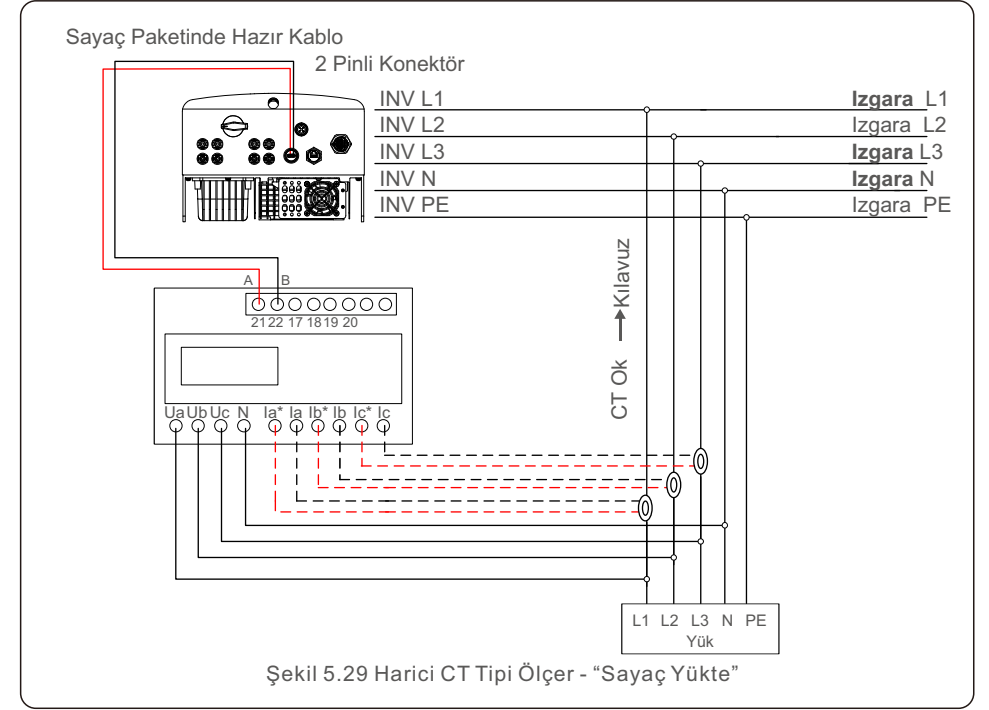 Sayaç Paketinde Hazır Kablo
2 Pinli Konektör
INV L1 Izgara L1
INV L2 Izgara L2
INV L3 Izgara L3
INV N Izgara N
INV PE Izgara PE
CT Ok Kılavuz
A B
21 22 17 18 19 20
Ua Ub Uc N Ia* Ia Ib* Ib Ic* Ic
L1 L2 L3 N PE
Yük
Şekil 5.29 Harici CT Tipi Ölçer - “Sayaç Yükte”